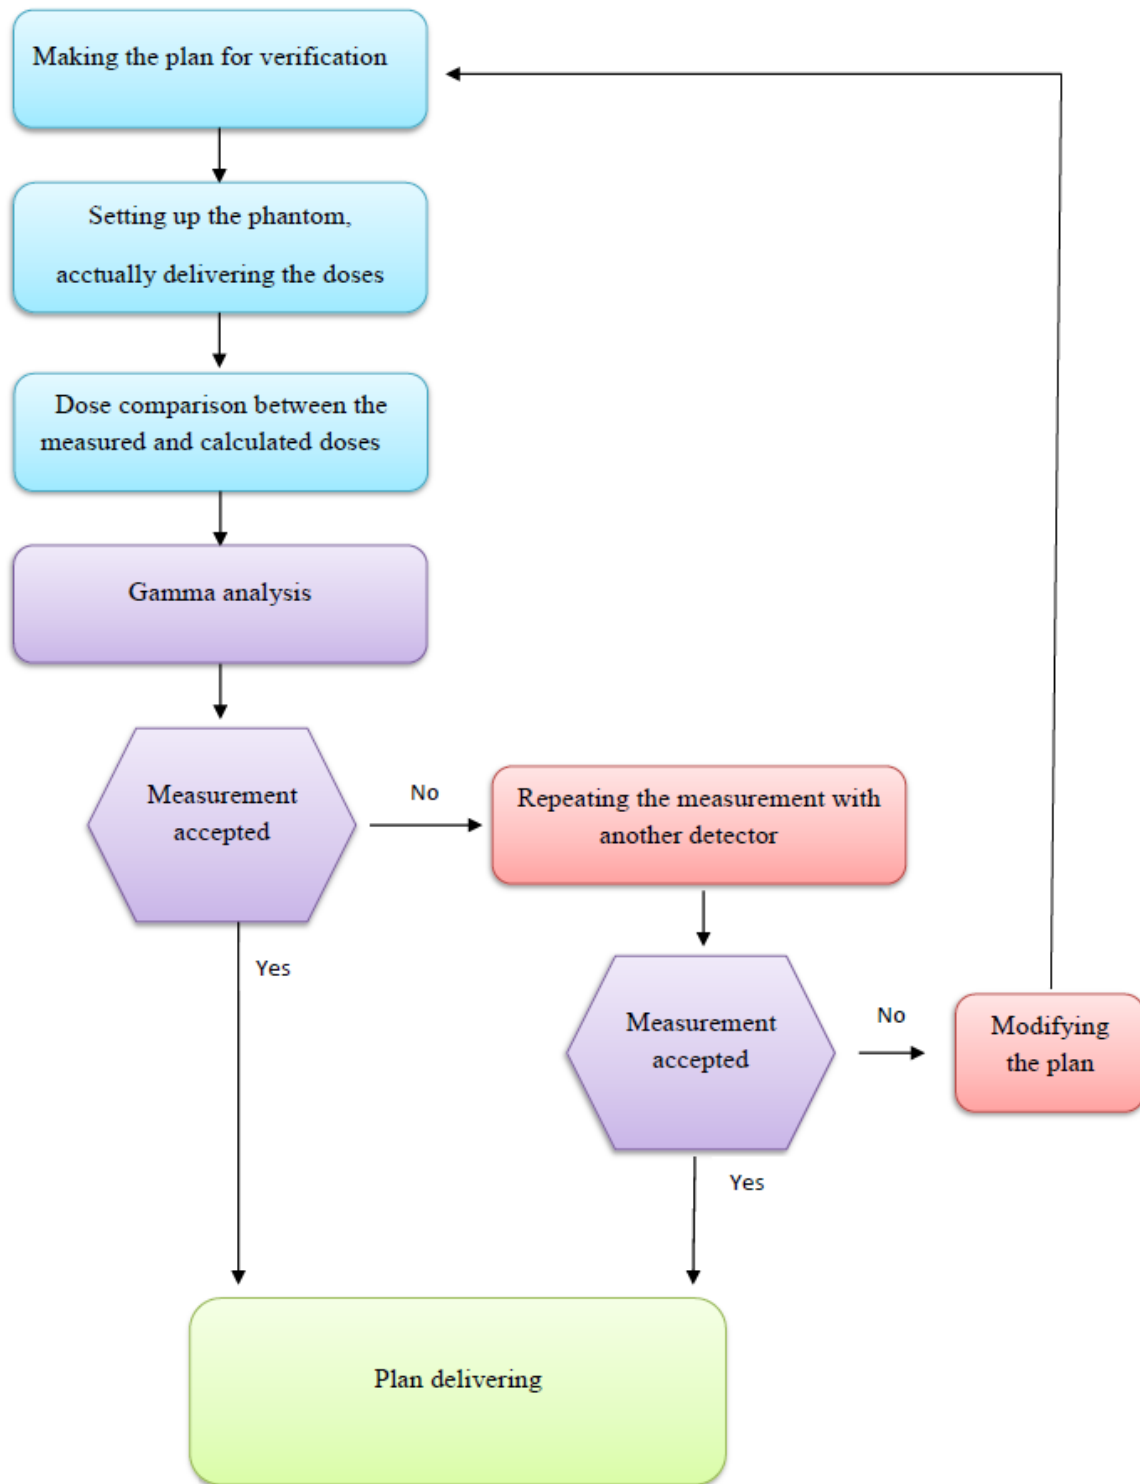 Making the plan for verification
Setting up the phantom,
acctually delivering the doses
Dose comparison between the
measured and calculated doses
Gamma analysis
Measurement
accepted
No
Repeating the measurement with
another detector
Yes
Measurement
accepted
No
Modifying
the plan
Yes
Plan delivering